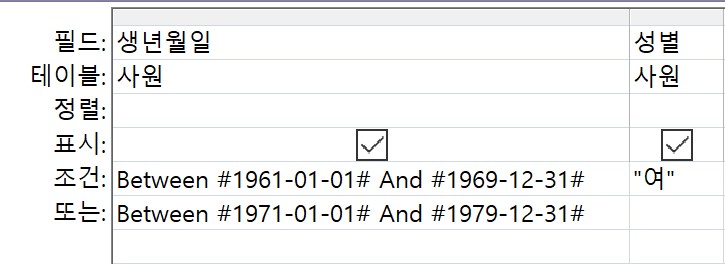 필드: 생년월일 성별
테이블: 사원 사원
정렬:
표시:
조건: Between #1961-01-01# And #1969-12-31# "여"
또는: Between #1971-01-01# And #1979-12-31#